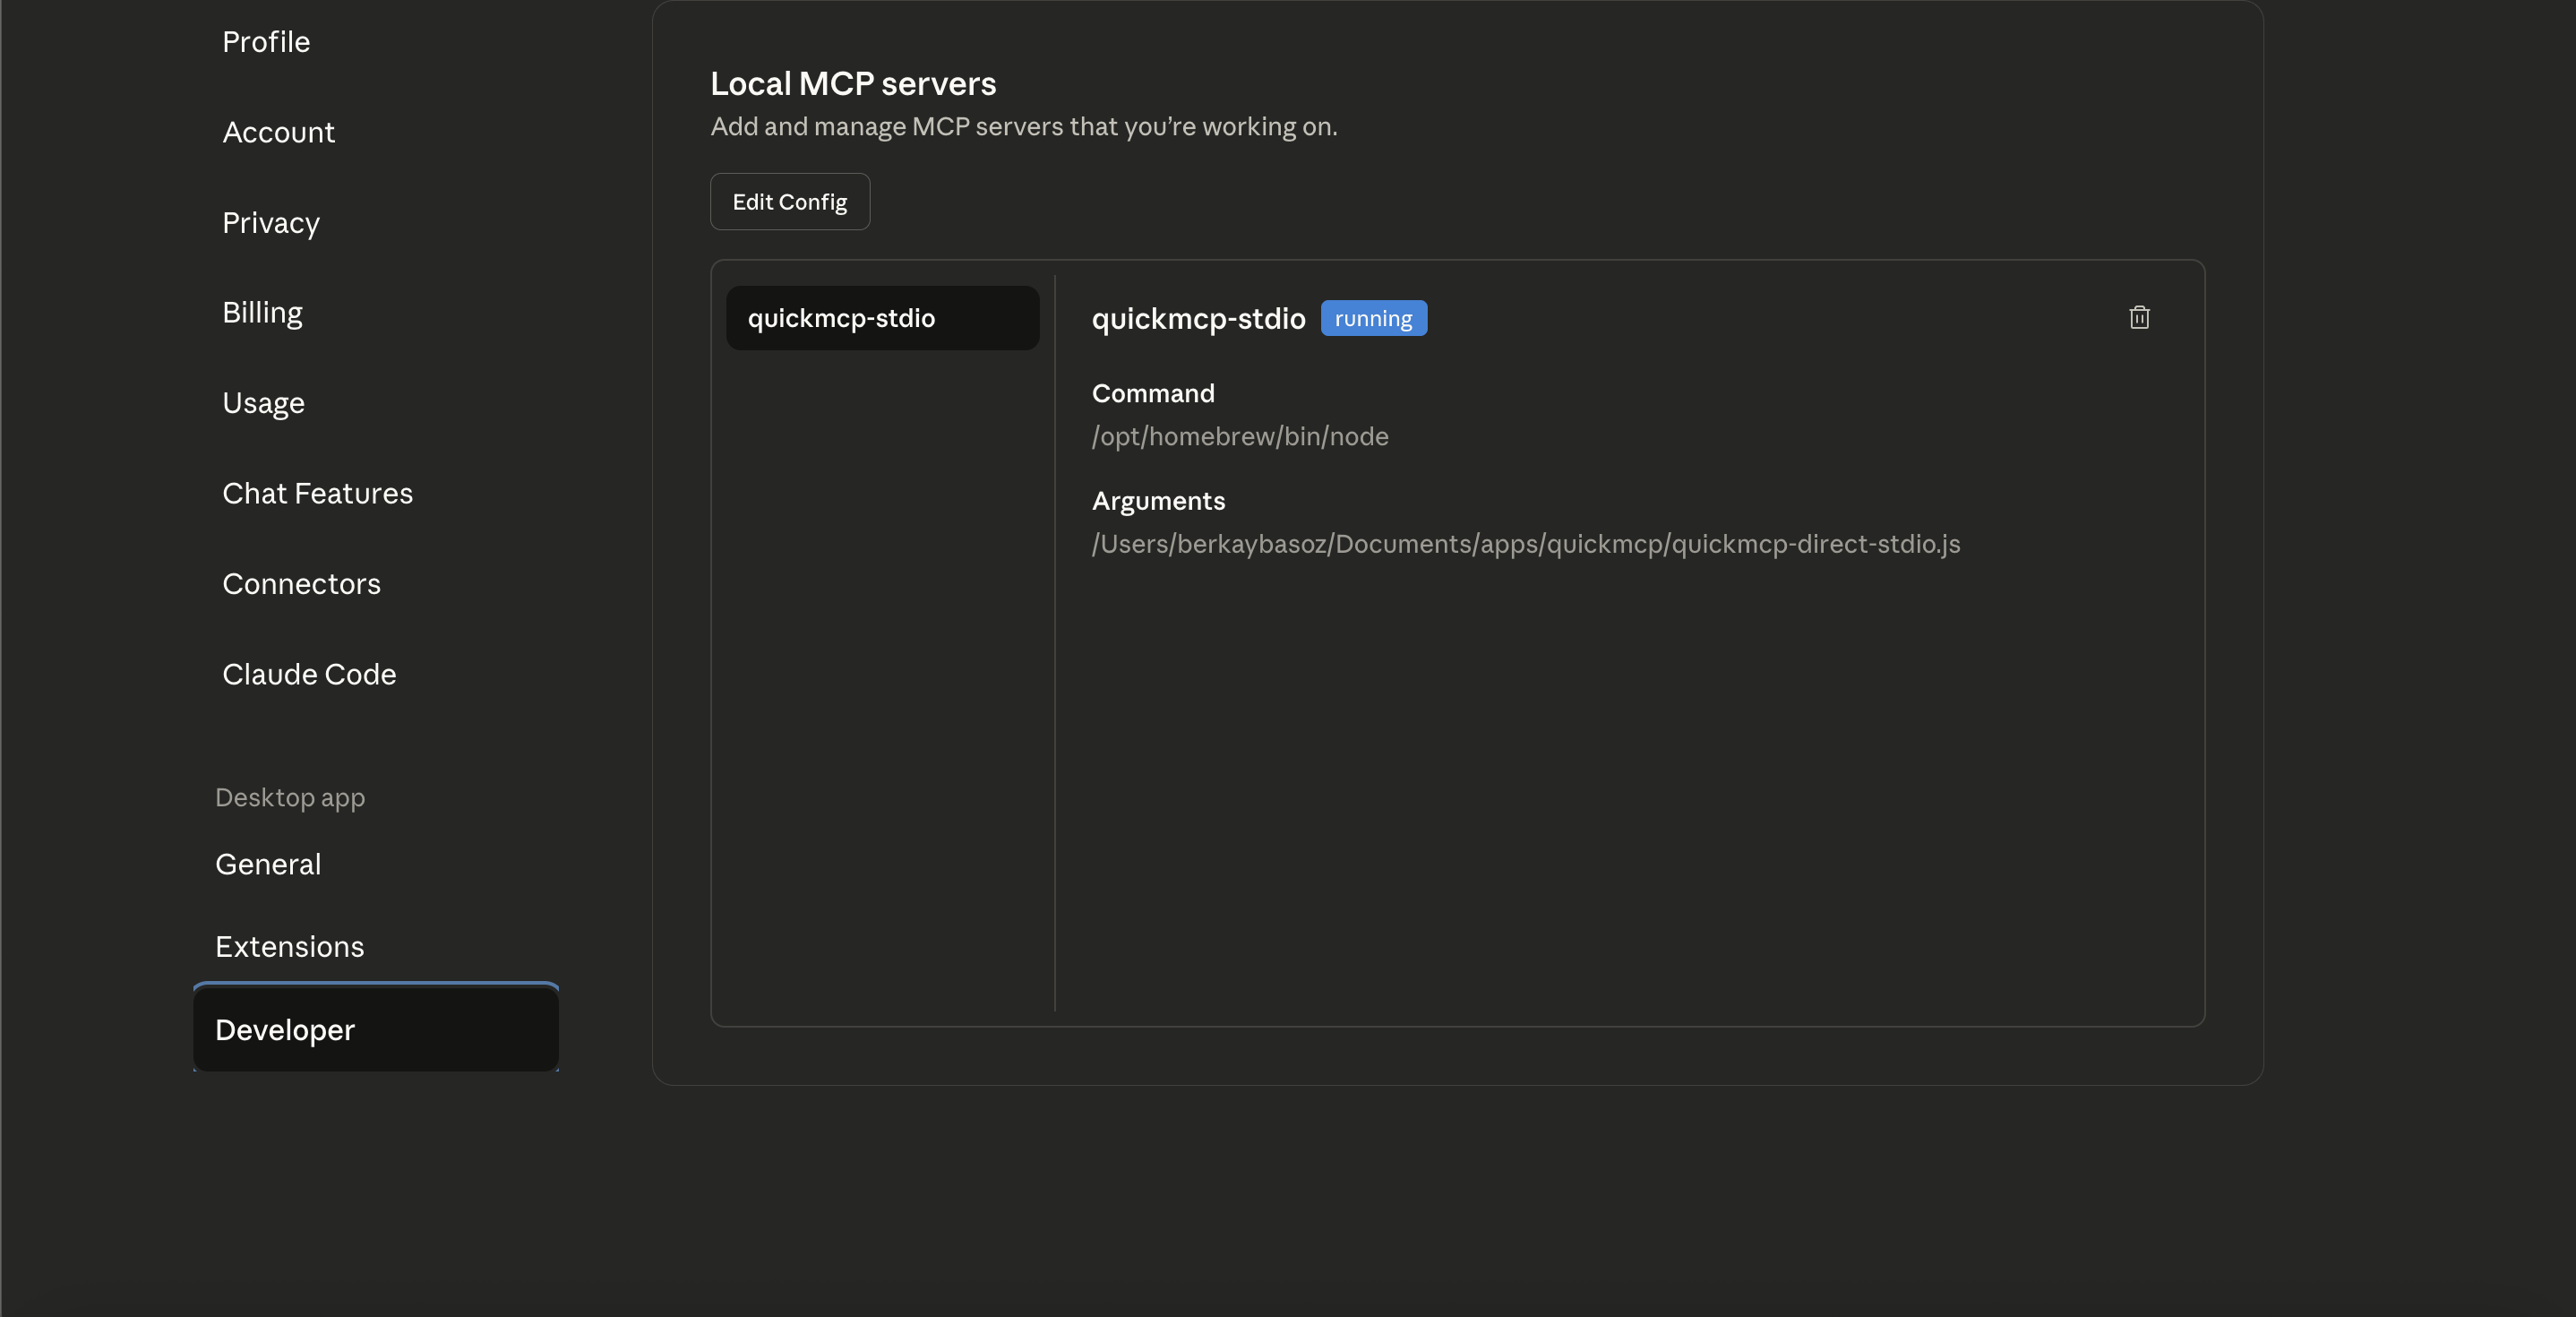 Profile
Account
Privacy
Billing
Usage
Chat Features
Connectors
Claude Code
Desktop app
General
Extensions
Developer
Local MCP servers
Add and manage MCP servers that you’re working on.
Edit Config
quickmcp-stdio
quickmcp-stdio running
Command
/opt/homebrew/bin/node
Arguments
/Users/berkaybasoz/Documents/apps/quickmcp/quickmcp-direct-stdio.js